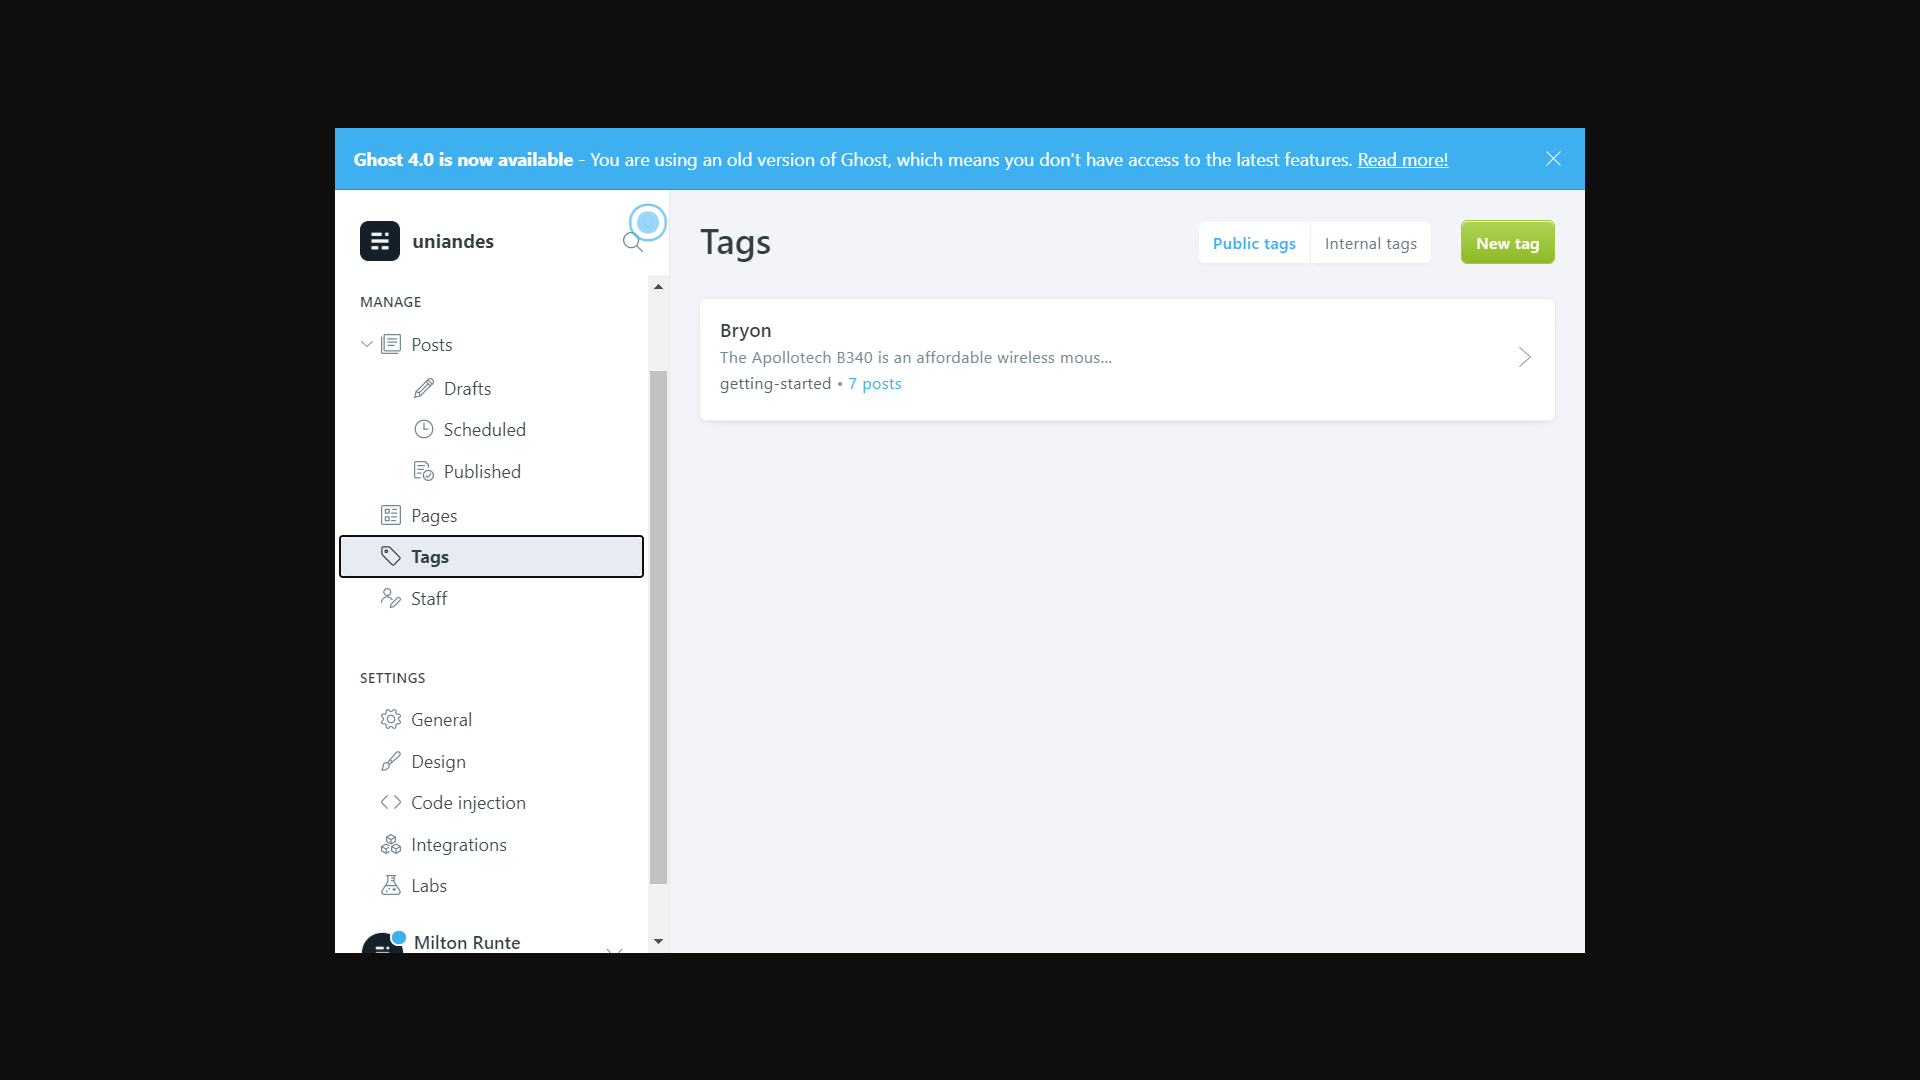 Ghost 4.0 is now available - You are using an old version of Ghost, which means you don't have access to the latest features. Read more!
uniandes
MANAGE
Posts
Drafts
Scheduled
Published
Pages
Tags
Staff
SETTINGS
General
Design
Code injection
Integrations
Labs
Milton Runte
Tags
Public tags
Internal tags
New tag
Bryon
The Apollotech B340 is an affordable wireless mous...
getting-started • 7 posts